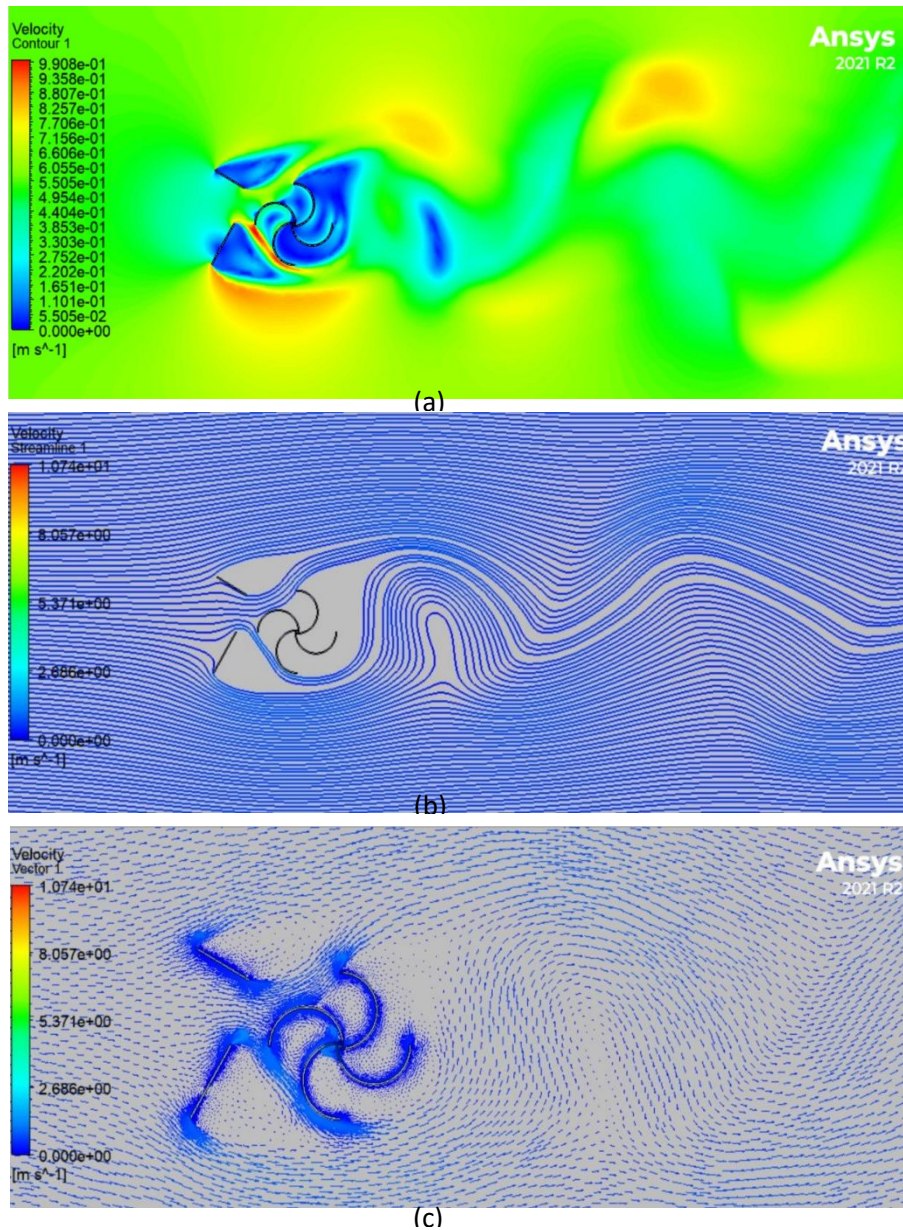 Velocity
Contour 1
Ansys
2021 R2
9.908e-01
9.358e-01
8.807e-01
8.257e-01
7.706e-01
7.156e-01
6.606e-01
6.055e-01
5.505e-01
4.954e-01
4.404e-01
3.853e-01
3.303e-01
2.752e-01
2.202e-01
1.651e-01
1.101e-01
5.505e-02
0.000e+00
[m s^-1]
(a)
Velocity
Streamline 1
Ansys
2021 R2
1.074e+01
8.057e+00
5.371e+00
2.686e+00
0.000e+00
[m s^-1]
(b)
Velocity
Vector 1
Ansys
2021 R2
1.074e+01
8.057e+00
5.371e+00
2.686e+00
0.000e+00
[m s^-1]
(c)